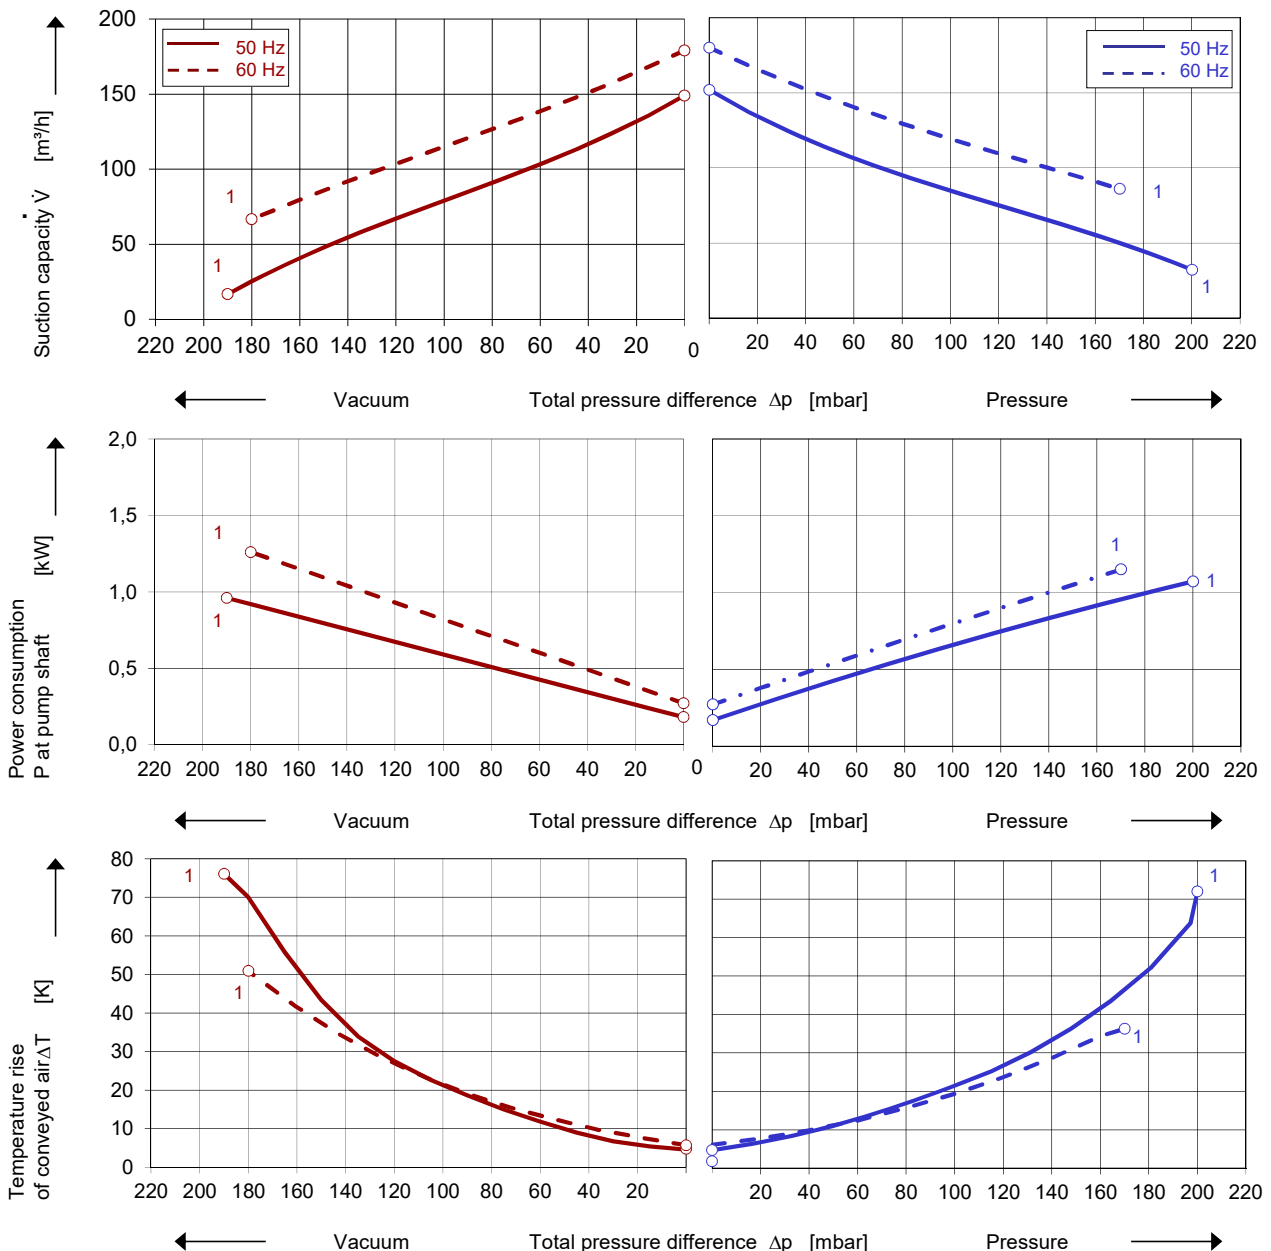 Suction capacity V̇ [m³/h]
200
150
100
50
0
50 Hz
60 Hz
1
1
220 200 180 160 140 120 100 80 60 40 20 0
50 Hz
60 Hz
1
1
20 40 60 80 100 120 140 160 180 200 220
Vacuum Total pressure difference Δp [mbar] Pressure
Power consumption
P at pump shaft [kW]
2,0
1,5
1,0
0,5
0,0
1
1
220 200 180 160 140 120 100 80 60 40 20 0
1
1
20 40 60 80 100 120 140 160 180 200 220
Vacuum Total pressure difference Δp [mbar] Pressure
Temperature rise
of conveyed air ΔT [K]
80
70
60
50
40
30
20
10
0
1
1
220 200 180 160 140 120 100 80 60 40 20
1
1
20 40 60 80 100 120 140 160 180 200 220
Vacuum Total pressure difference Δp [mbar] Pressure